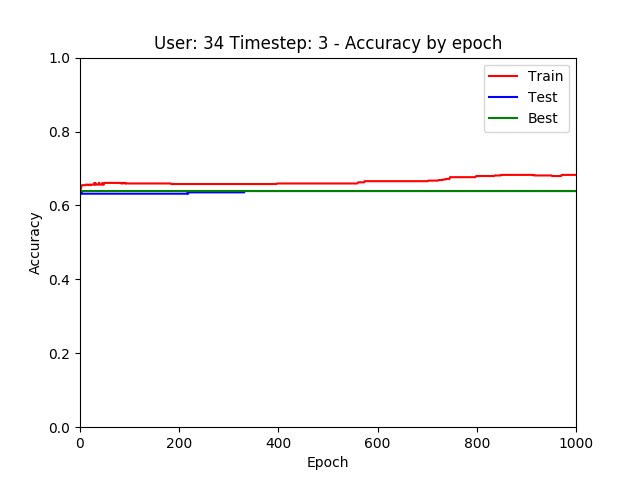 User: 34 Timestep: 3 - Accuracy by epoch
1.0
0.8
0.6
0.4
0.2
0.0
Accuracy
Train
Test
Best
0 200 400 600 800 1000
Epoch